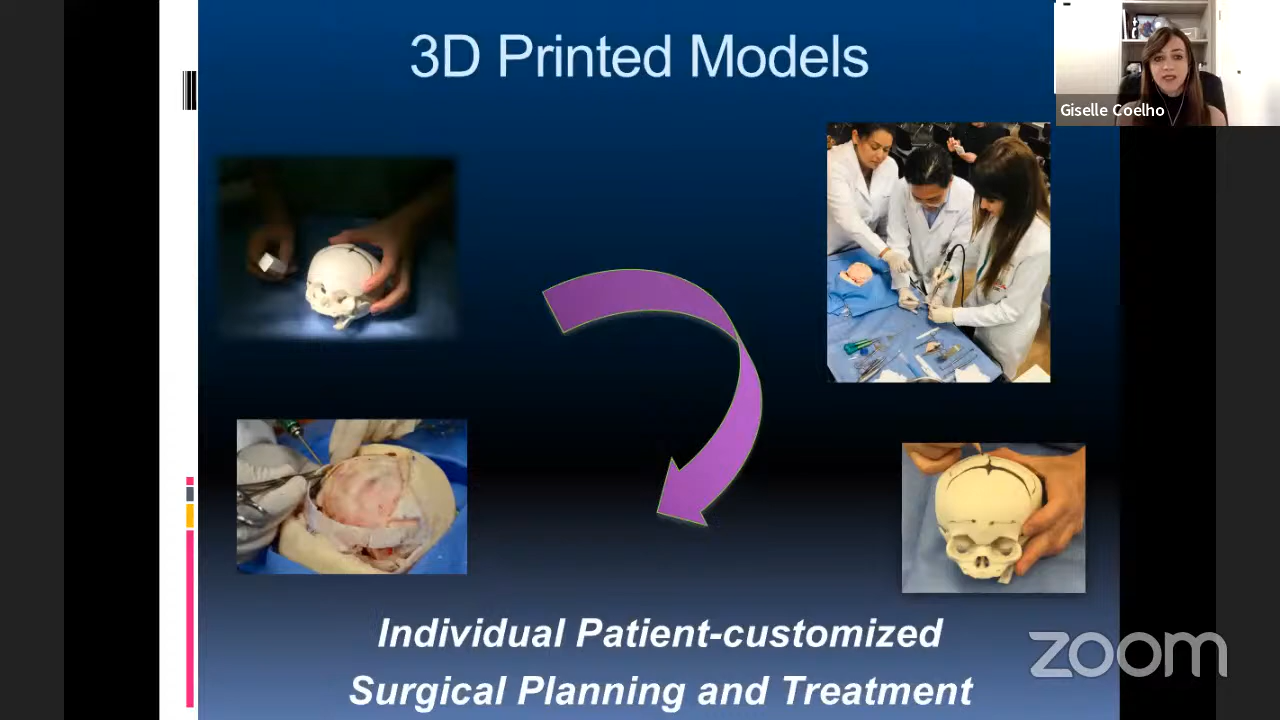 3D Printed Models
Giselle Coelho
Individual Patient-customized
Surgical Planning and Treatment
zoom